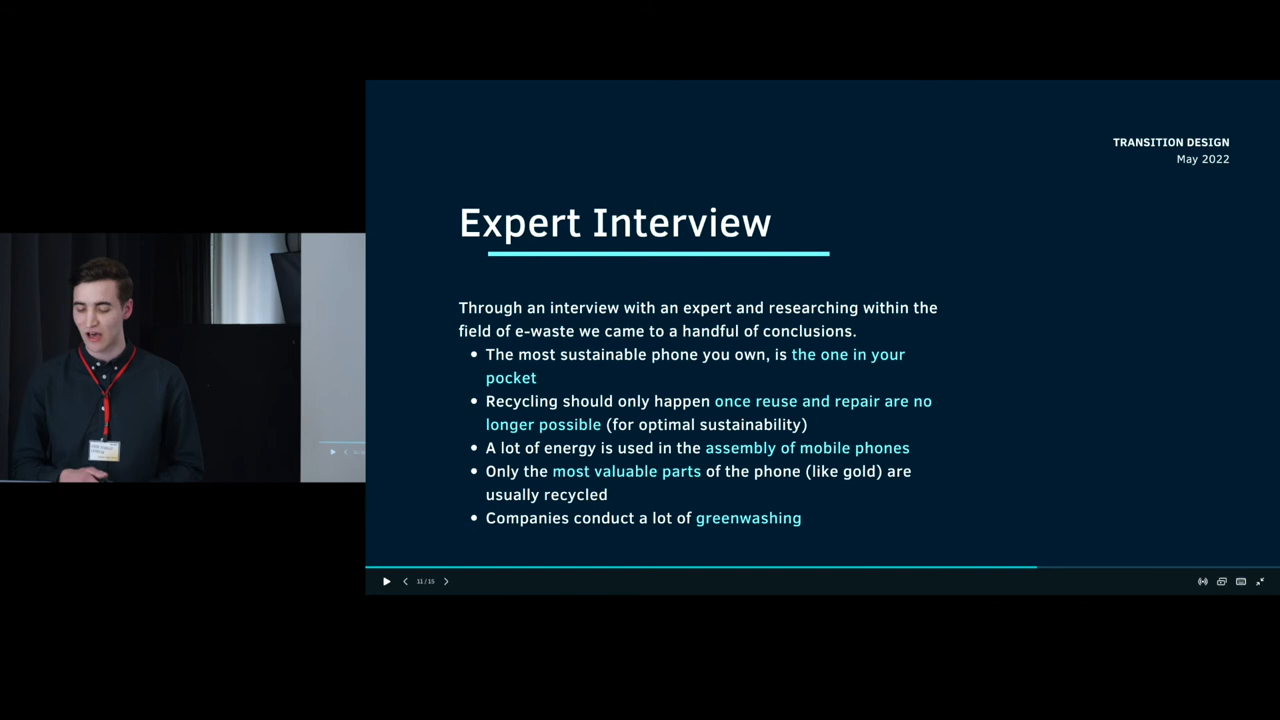 TRANSITION DESIGN
May 2022
Expert Interview
Through an interview with an expert and researching within the
field of e-waste we came to a handful of conclusions.
• The most sustainable phone you own, is the one in your
pocket
• Recycling should only happen once reuse and repair are no
longer possible (for optimal sustainability)
• A lot of energy is used in the assembly of mobile phones
• Only the most valuable parts of the phone (like gold) are
usually recycled
• Companies conduct a lot of greenwashing
11 / 15